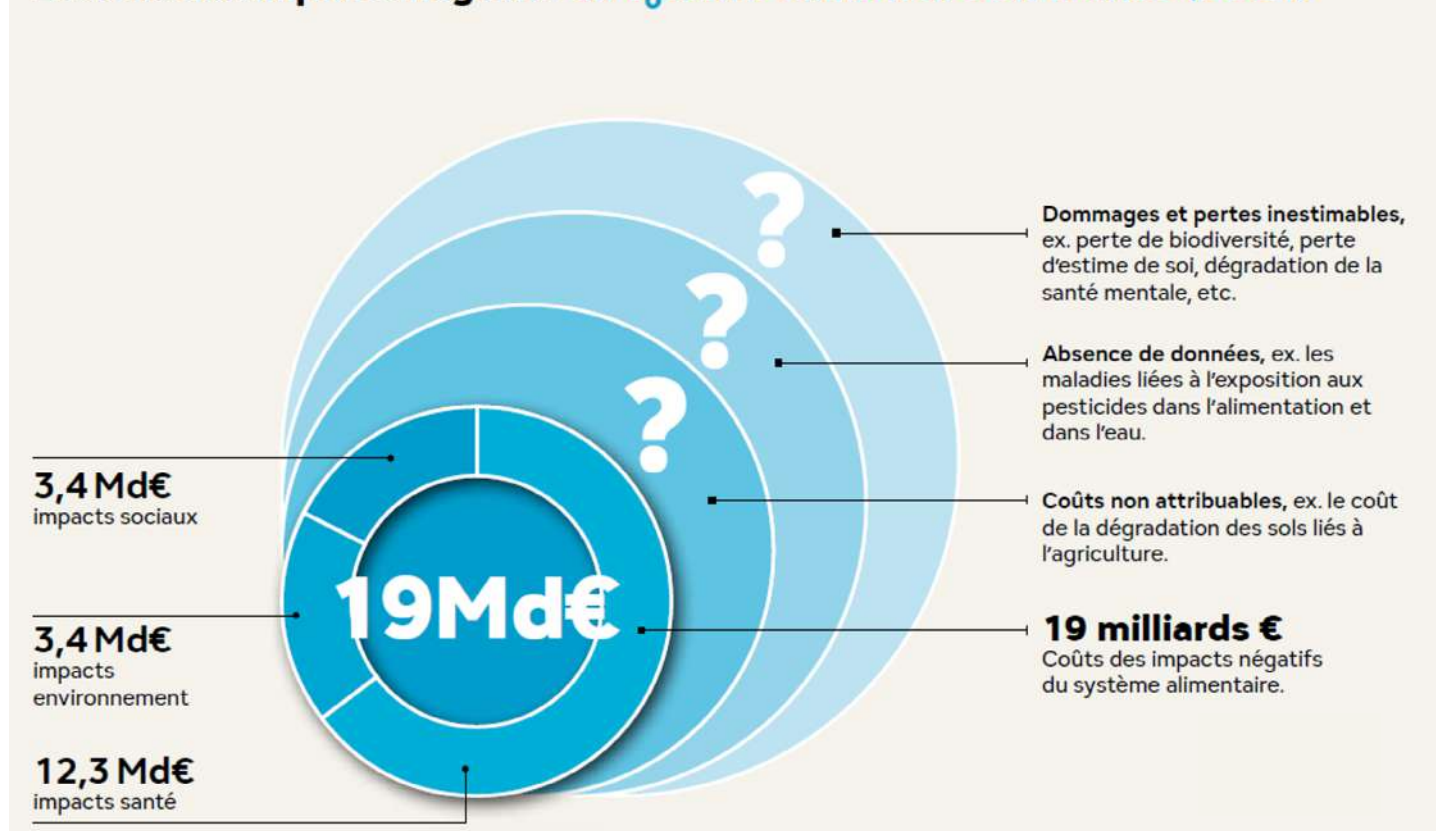 ?
?
?
Dommages et pertes inestimables,
ex. perte de biodiversité, perte
d'estime de soi, dégradation de la
santé mentale, etc.
Absence de données, ex. les
maladies liées à l'exposition aux
pesticides dans l'alimentation et
dans l'eau.
Coûts non attribuables, ex. le coût
de la dégradation des sols liés à
l'agriculture.
19 milliards €
Coûts des impacts négatifs
du système alimentaire.
19Md€
3,4 Md€
impacts sociaux
3,4 Md€
impacts
environnement
12,3 Md€
impacts santé